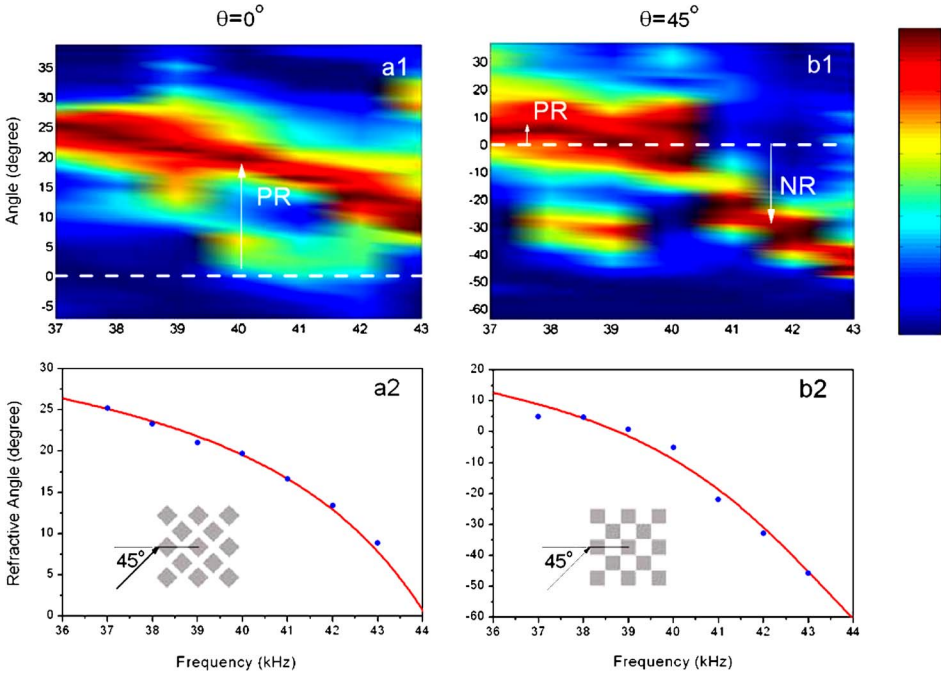 θ=0°
θ=45°
Angle (degree)
35
30
25
20
15
10
5
0
-5
a1
PR
37 38 39 40 41 42 43
30
20
10
0
-10
-20
-30
-40
-50
-60
b1
PR
NR
37 38 39 40 41 42 43
Refractive Angle (degree)
30
25
20
15
10
5
0
a2
45°
36 37 38 39 40 41 42 43 44
Frequency (kHz)
20
10
0
-10
-20
-30
-40
-50
-60
b2
45°
36 37 38 39 40 41 42 43 44
Frequency (kHz)